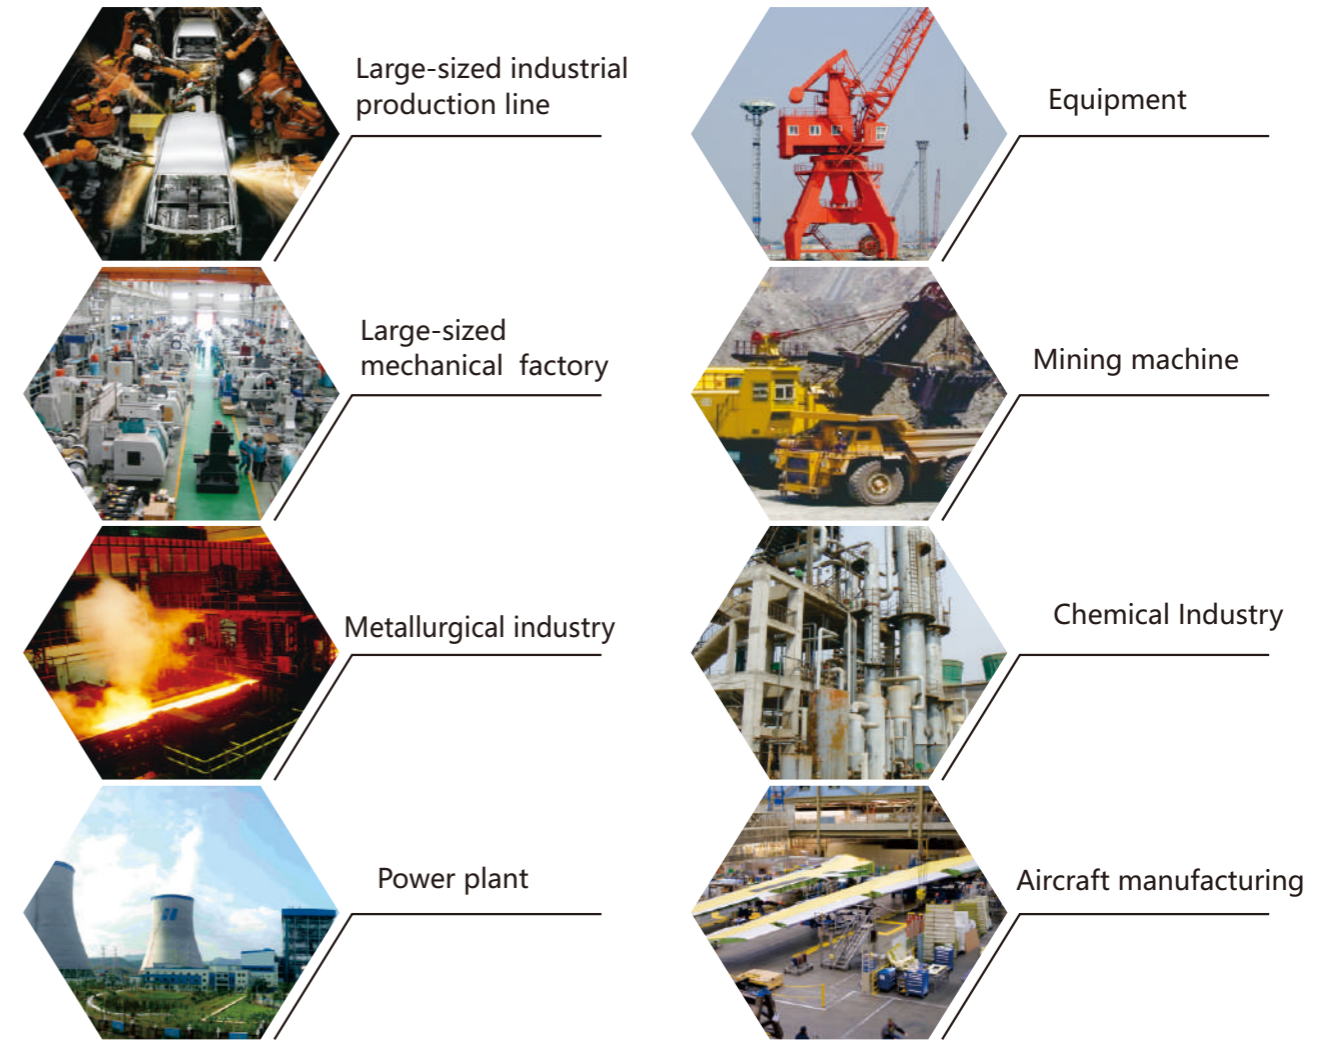 Large-sized industrial
production line
Equipment
Large-sized
mechanical  factory
Mining machine
Metallurgical industry
Chemical Industry
Power plant
Aircraft manufacturing